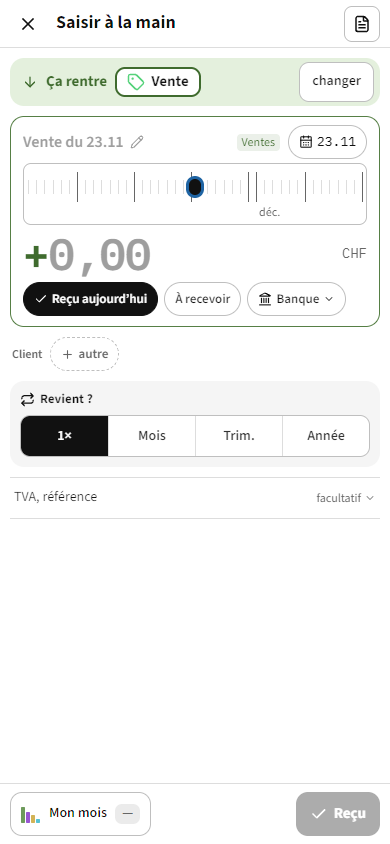 Saisir à la main
Ça rentre Vente changer
Vente du 23.11 Ventes 23.11
déc.
+0,00 CHF
Reçu aujourd'hui À recevoir Banque
Client + autre
Revient ?
1× Mois Trim. Année
TVA, référence facultatif
Mon mois — Reçu